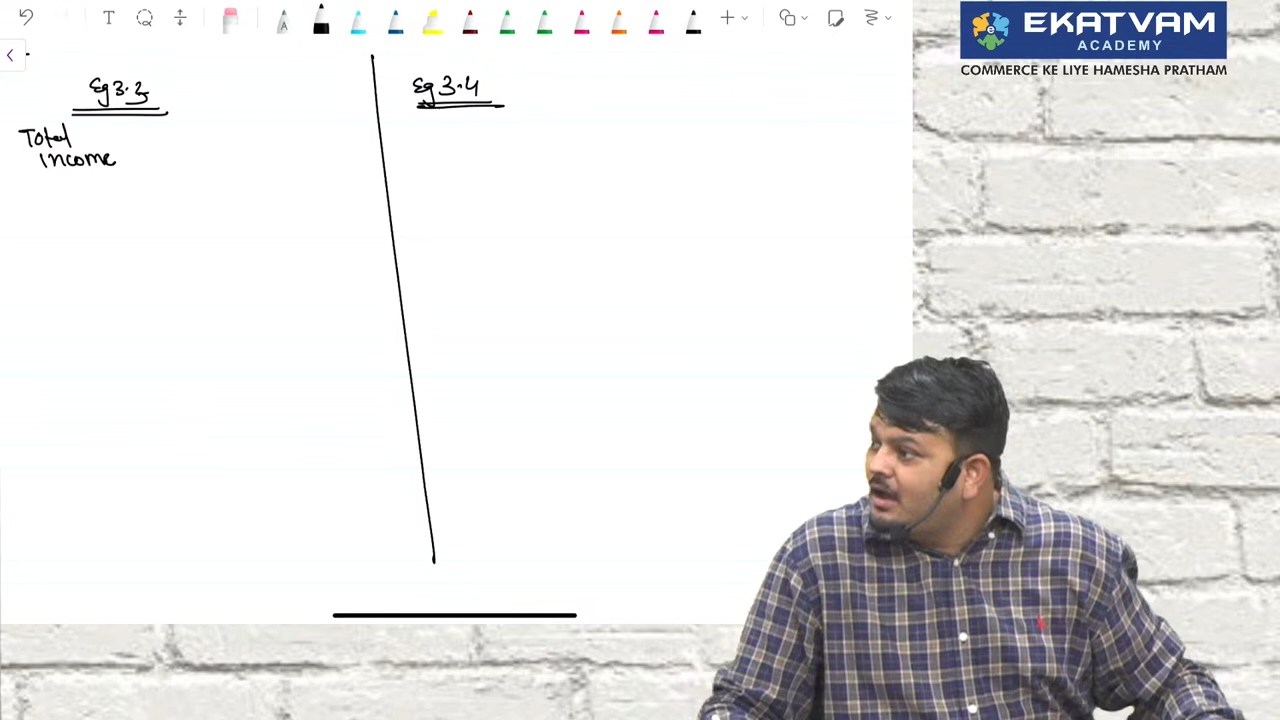 T
A
EKATVAM
ACADEMY
COMMERCE KE LIYE HAMESHA PRATHAM
Eg 3.3
Total
Income
Eg 3.4